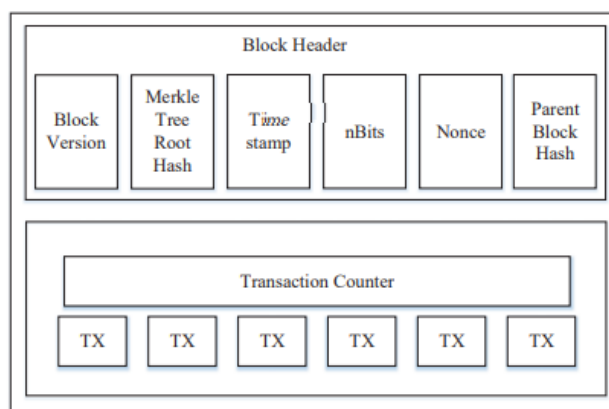 Block Header
Block
Version
Merkle
Tree
Root
Hash
Time
stamp
nBits
Nonce
Parent
Block
Hash
Transaction Counter
TX TX TX TX TX TX